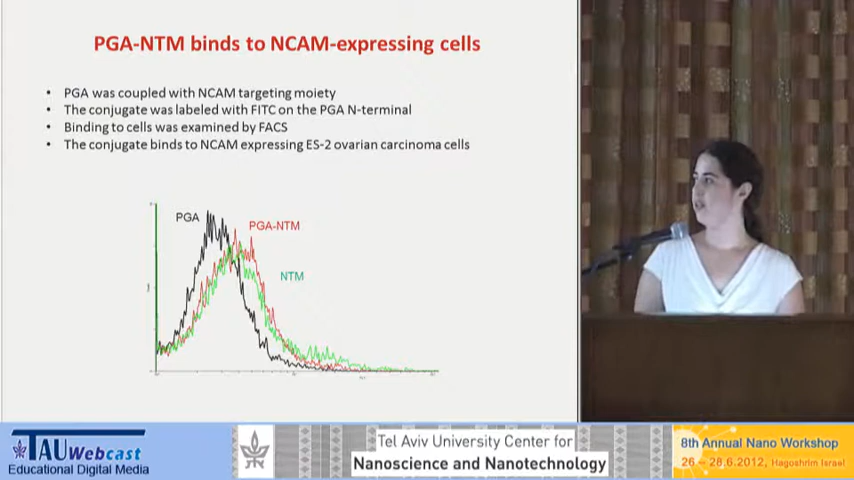 PGA-NTM binds to NCAM-expressing cells
• PGA was coupled with NCAM targeting moiety
• The conjugate was labeled with FITC on the PGA N-terminal
• Binding to cells was examined by FACS
• The conjugate binds to NCAM expressing ES-2 ovarian carcinoma cells
PGA
PGA-NTM
NTM
TAU Webcast
Educational Digital Media
Tel Aviv University Center for
Nanoscience and Nanotechnology
8th Annual Nano Workshop
26 – 28.6.2012, Hagoshrim Israel